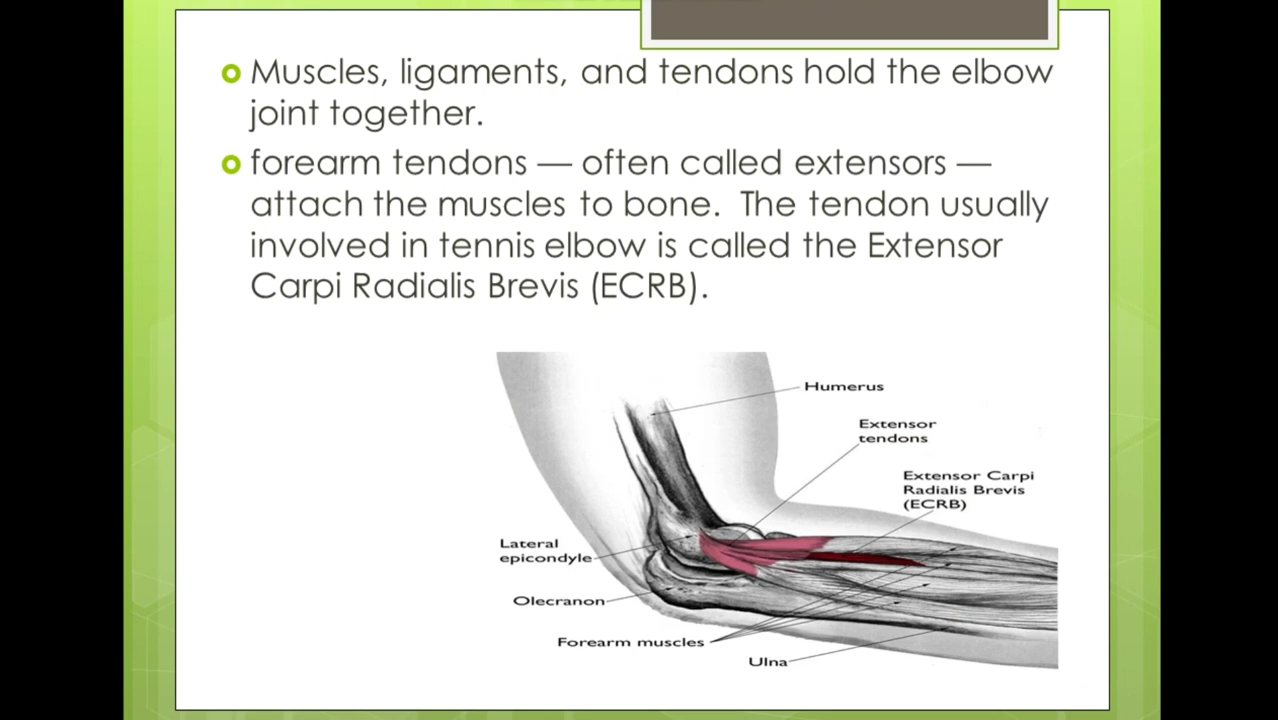 Muscles, ligaments, and tendons hold the elbow
joint together.
forearm tendons — often called extensors —
attach the muscles to bone.  The tendon usually
involved in tennis elbow is called the Extensor
Carpi Radialis Brevis (ECRB).
Humerus
Extensor
tendons
Extensor Carpi
Radialis Brevis
(ECRB)
Lateral
epicondyle
Olecranon
Forearm muscles
Ulna